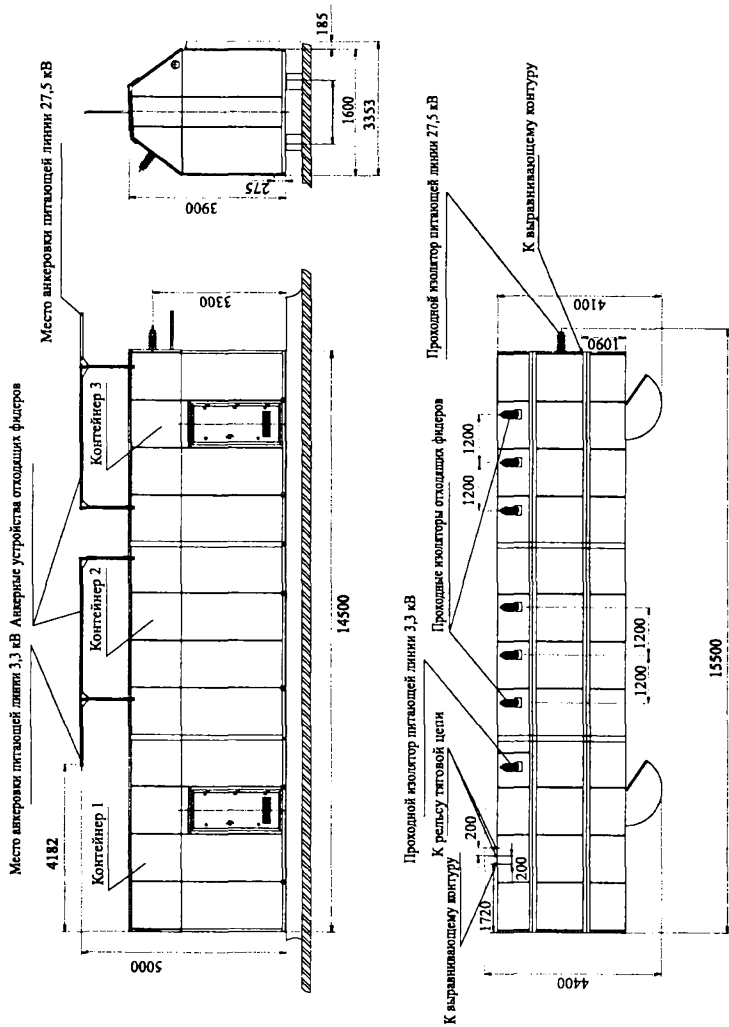 Место анкеровки питающей линии 3,3 кВ
Анкерные устройства отходящих фидеров
Место анкеровки питающей линии 27,5 кВ
4182
5000
Контейнер 1
Контейнер 2
Контейнер 3
3300
14500
3900
275
185
1600
3353
К выравнивающему контуру
К рельсу тяговой цепи
Проходной изолятор питающей линии 3,3 кВ
Проходные изоляторы отходящих фидеров
Проходной изолятор питающей линии 27,5 кВ
К выравнивающему контуру
1720
200
200
4400
1200
1200
1200
1200
1090
4100
15500